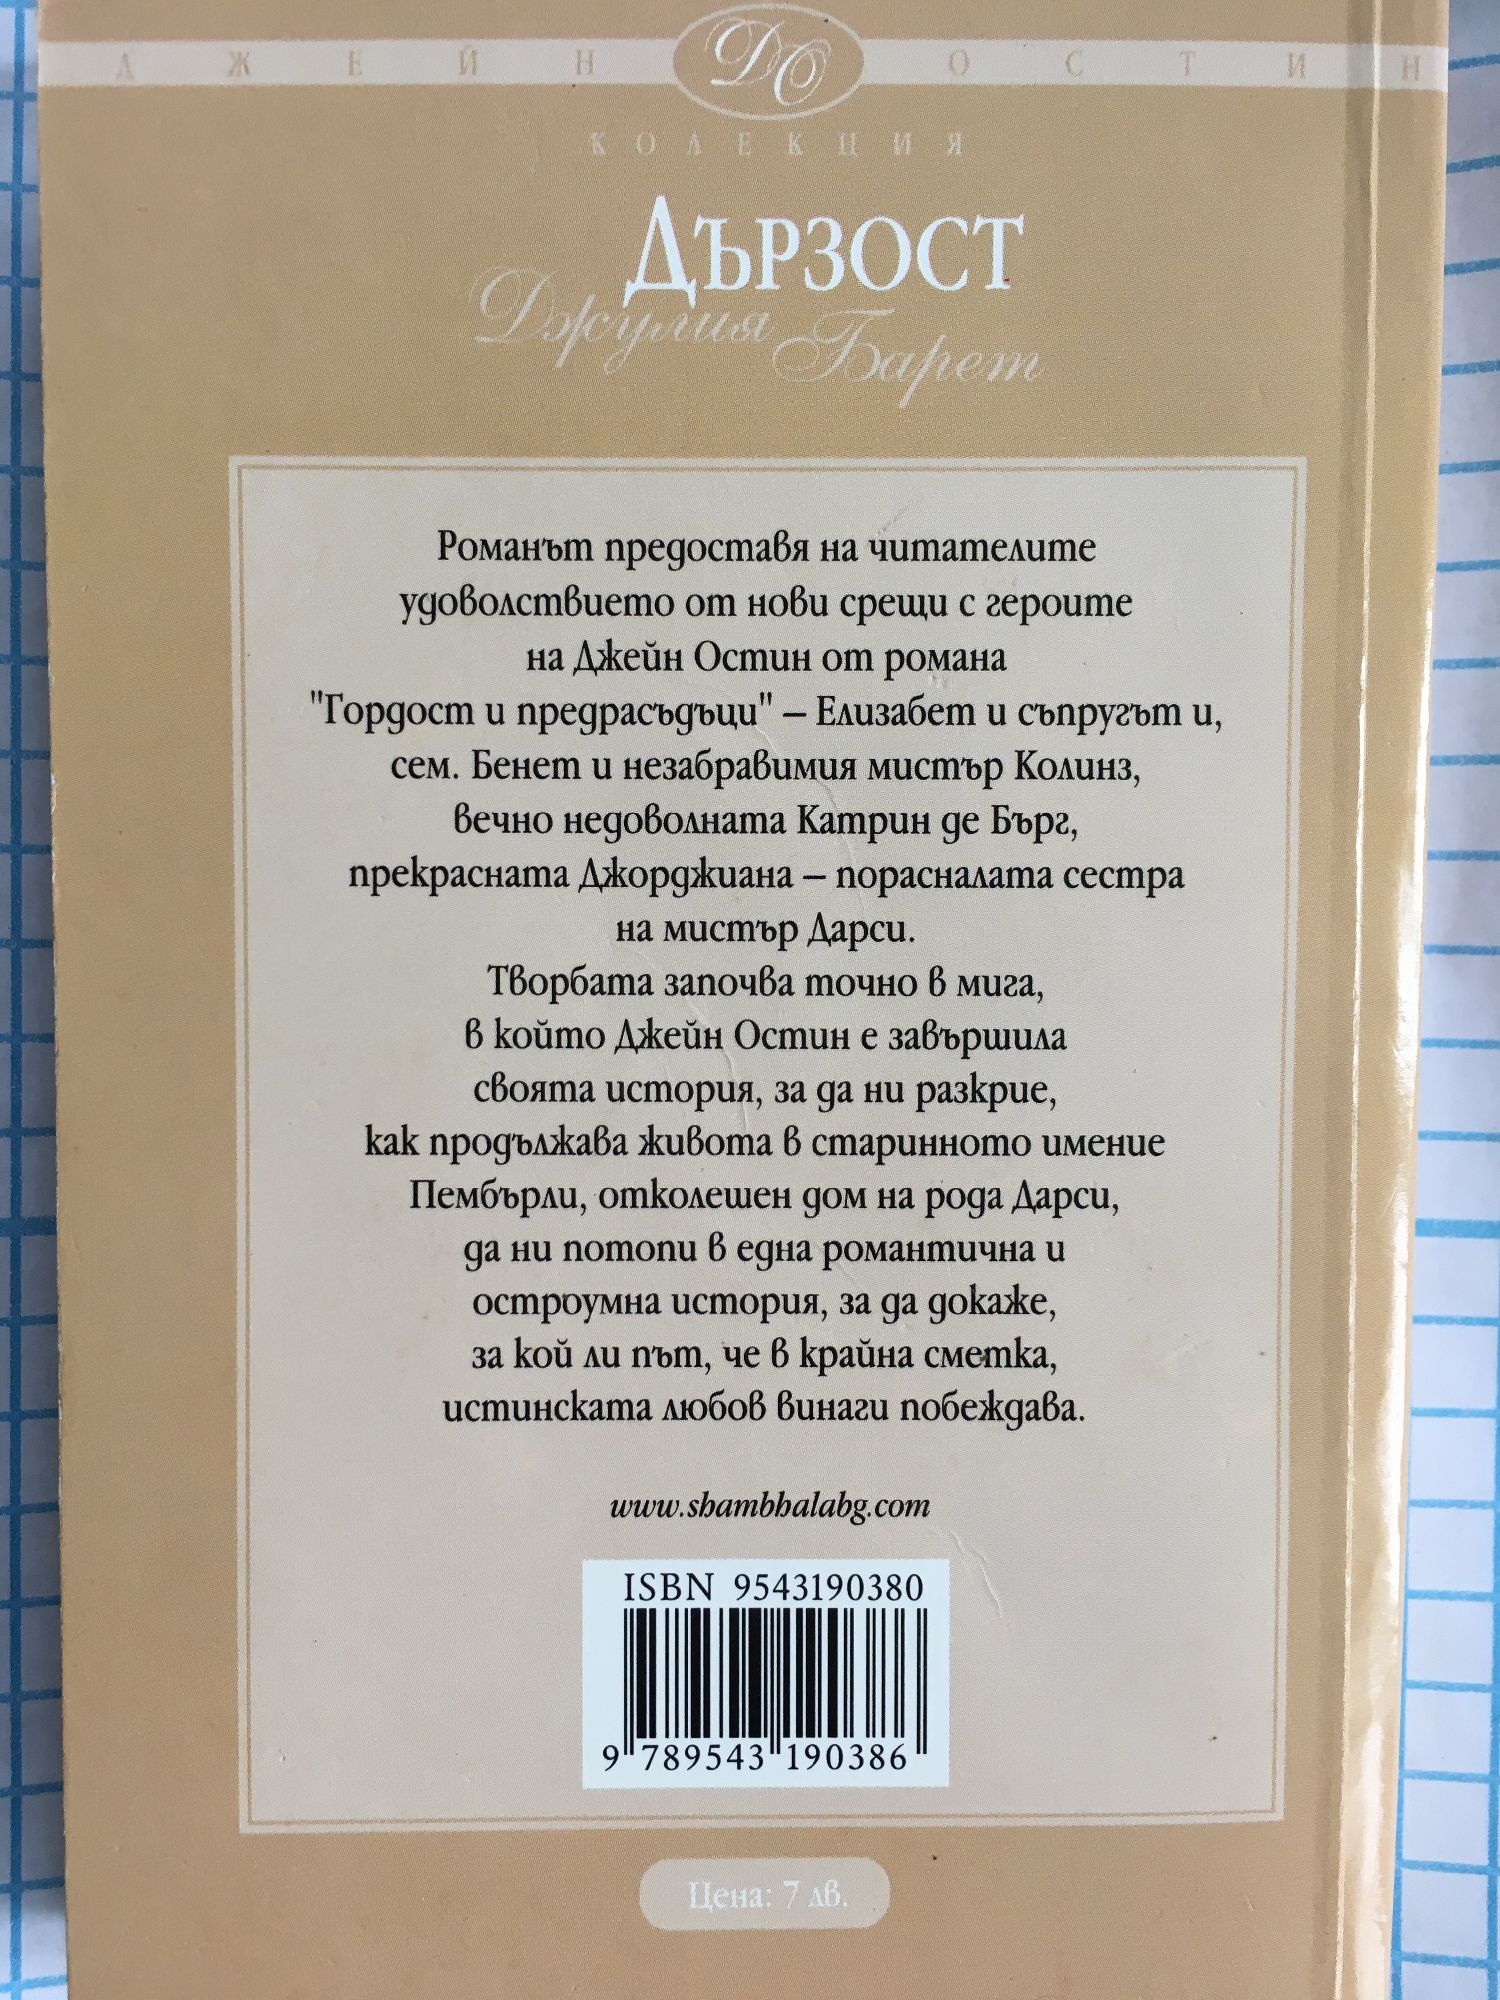 ДЖЕЙН ДО ОСТИН
КОЛЕКЦИЯ
ДЪРЗОСТ
Джулия Барет
Романът предоставя на читателите
удоволствието от нови срещи с героите
на Джейн Остин от романа
"Гордост и предрасъдъци" – Елизабет и съпругът и,
сем. Бенет и незабравимия мистър Колинз,
вечно недоволната Катрин де Бърг,
прекрасната Джорджиана – порасналата сестра
на мистър Дарси.
Творбата започва точно в мига,
в който Джейн Остин е завършила
своята история, за да ни разкрие,
как продължава живота в старинното имение
Пембърли, отколешен дом на рода Дарси,
да ни потопи в една романтична и
остроумна история, за да докаже,
за кой ли път, че в крайна сметка,
истинската любов винаги побеждава.
www.shambhalabg.com
ISBN 9543190380
9 789543 190386
Цена: 7 лв.